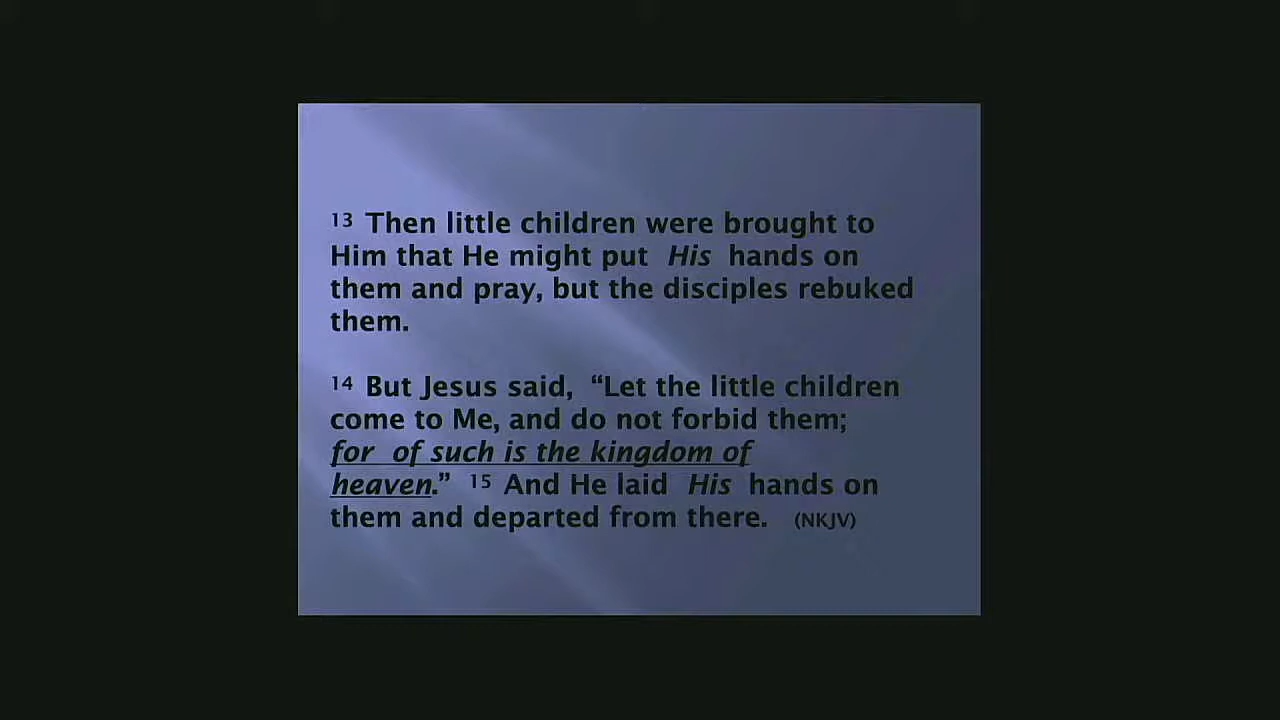 13 Then little children were brought to
Him that He might put His hands on
them and pray, but the disciples rebuked
them.
14 But Jesus said, “Let the little children
come to Me, and do not forbid them;
for of such is the kingdom of
heaven.” 15 And He laid His hands on
them and departed from there. (NKJV)